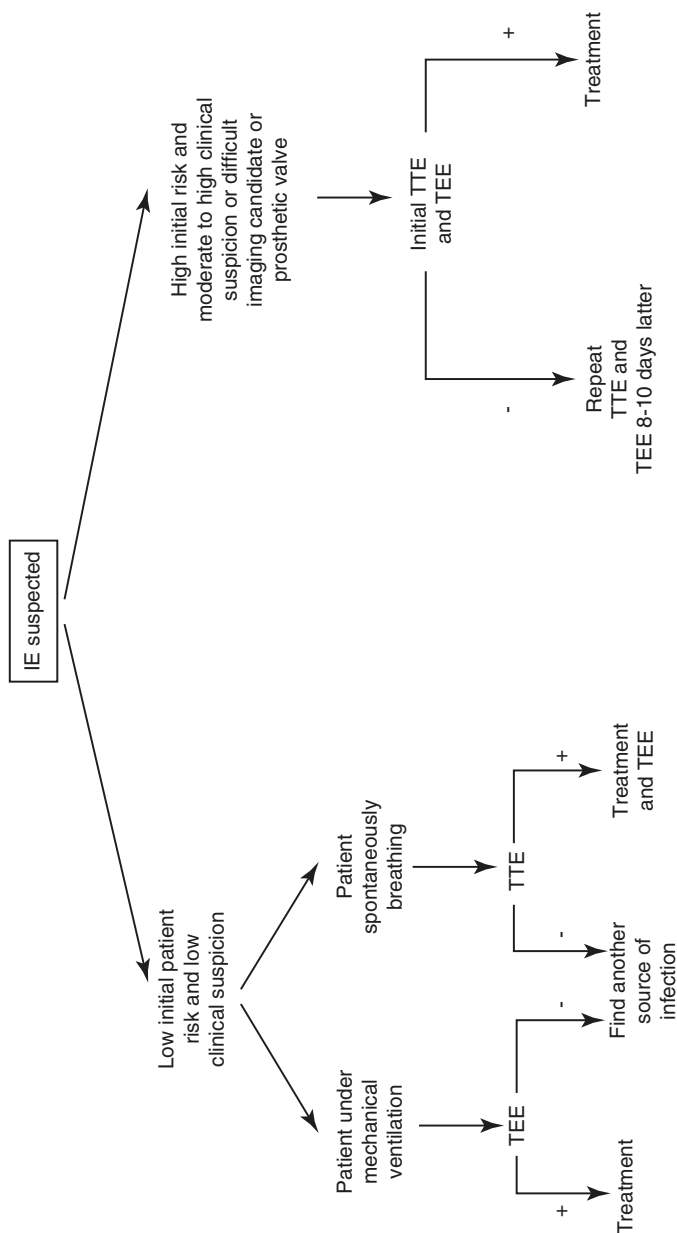 IE suspected
Low initial patient
risk and low
clinical suspicion
High initial risk and
moderate to high clinical
suspicion or difficult
imaging candidate or
prosthetic valve
Patient under
mechanical
ventilation
Patient
spontaneously
breathing
Initial TTE
and TEE
TEE
TTE
+
-
-
+
-
+
Treatment
Find another
source of
infection
Treatment
and TEE
Repeat
TTE and
TEE 8-10 days latter
Treatment